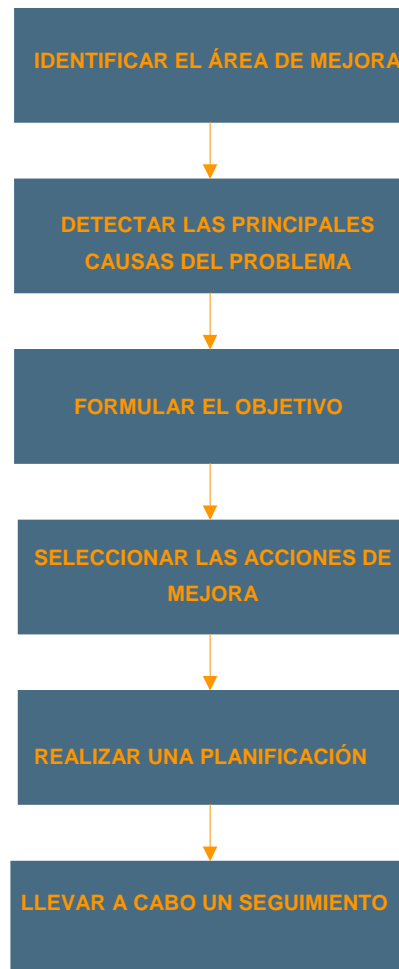 IDENTIFICAR EL ÁREA DE MEJORA
DETECTAR LAS PRINCIPALES
CAUSAS DEL PROBLEMA
FORMULAR EL OBJETIVO
SELECCIONAR LAS ACCIONES DE
MEJORA
REALIZAR UNA PLANIFICACIÓN
LLEVAR A CABO UN SEGUIMIENTO